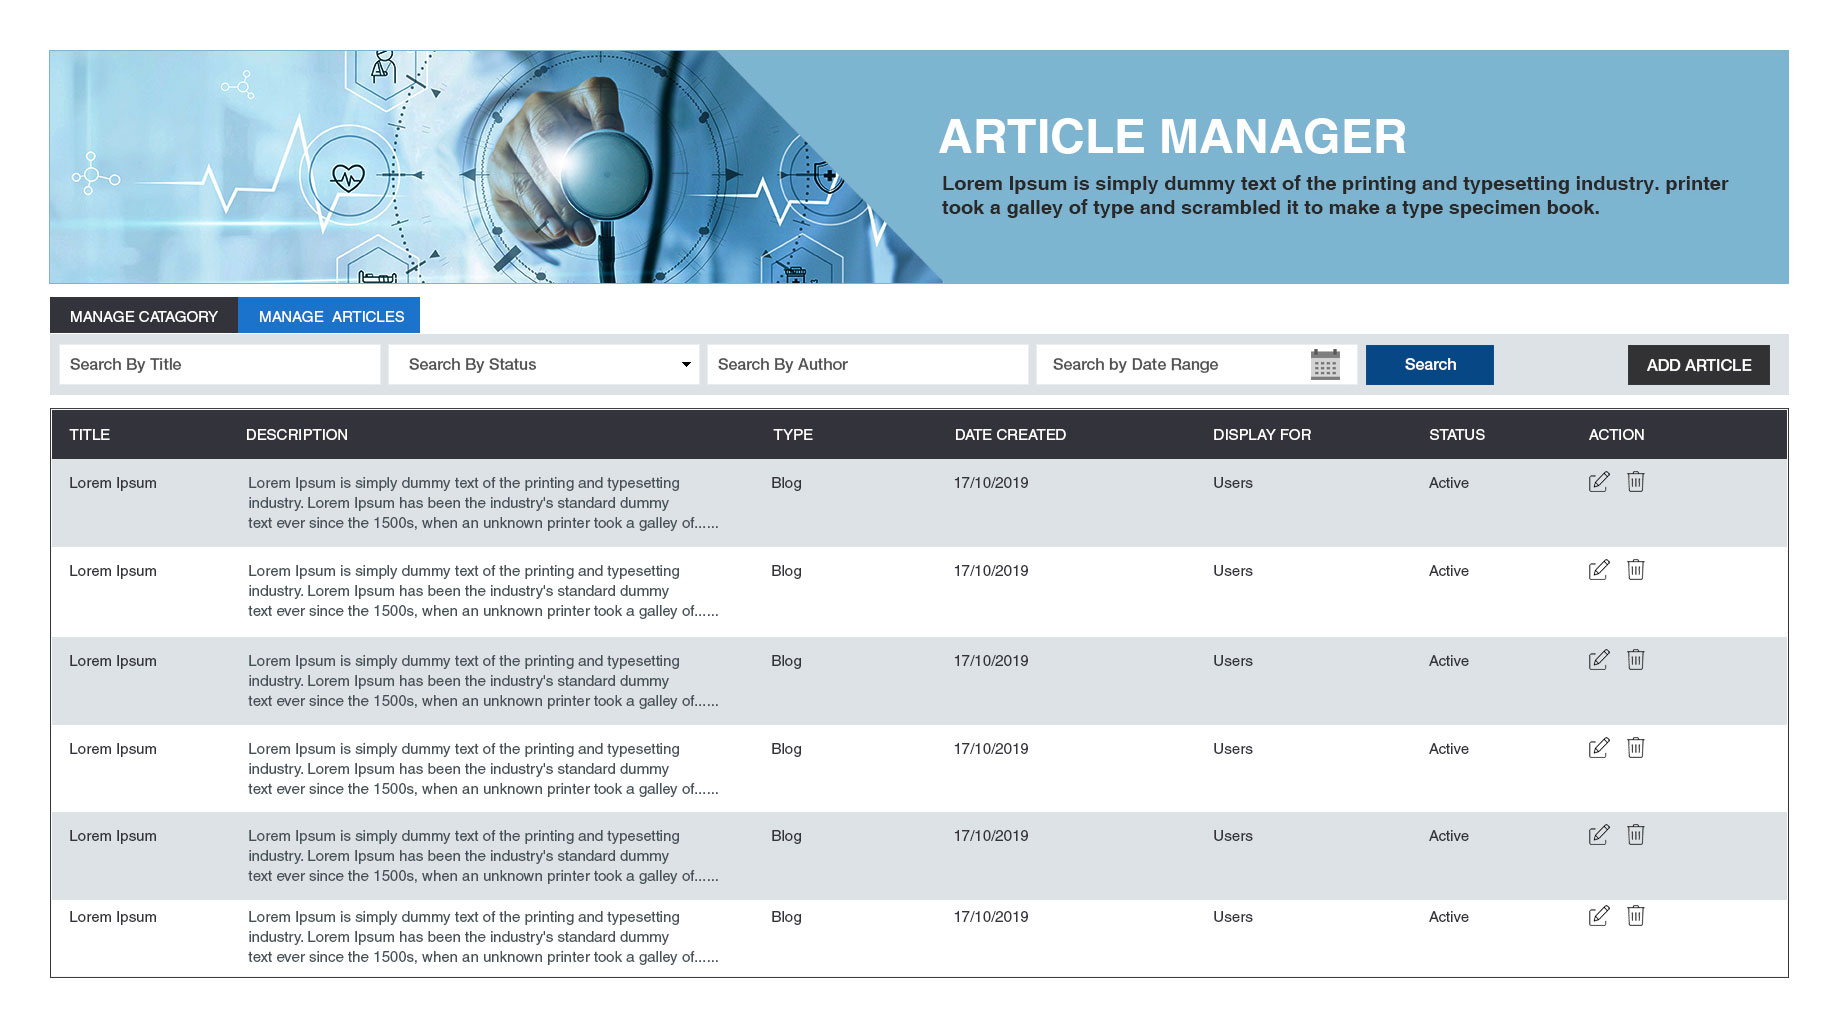 ARTICLE MANAGER
Lorem Ipsum is simply dummy text of the printing and typesetting industry. printer
took a galley of type and scrambled it to make a type specimen book.
MANAGE CATAGORY MANAGE ARTICLES
Search By Title Search By Status Search By Author Search by Date Range Search ADD ARTICLE
TITLE DESCRIPTION TYPE DATE CREATED DISPLAY FOR STATUS ACTION
Lorem Ipsum Lorem Ipsum is simply dummy text of the printing and typesetting Blog 17/10/2019 Users Active
industry. Lorem Ipsum has been the industry's standard dummy
text ever since the 1500s, when an unknown printer took a galley of......
Lorem Ipsum Lorem Ipsum is simply dummy text of the printing and typesetting Blog 17/10/2019 Users Active
industry. Lorem Ipsum has been the industry's standard dummy
text ever since the 1500s, when an unknown printer took a galley of......
Lorem Ipsum Lorem Ipsum is simply dummy text of the printing and typesetting Blog 17/10/2019 Users Active
industry. Lorem Ipsum has been the industry's standard dummy
text ever since the 1500s, when an unknown printer took a galley of......
Lorem Ipsum Lorem Ipsum is simply dummy text of the printing and typesetting Blog 17/10/2019 Users Active
industry. Lorem Ipsum has been the industry's standard dummy
text ever since the 1500s, when an unknown printer took a galley of......
Lorem Ipsum Lorem Ipsum is simply dummy text of the printing and typesetting Blog 17/10/2019 Users Active
industry. Lorem Ipsum has been the industry's standard dummy
text ever since the 1500s, when an unknown printer took a galley of......
Lorem Ipsum Lorem Ipsum is simply dummy text of the printing and typesetting Blog 17/10/2019 Users Active
industry. Lorem Ipsum has been the industry's standard dummy
text ever since the 1500s, when an unknown printer took a galley of......